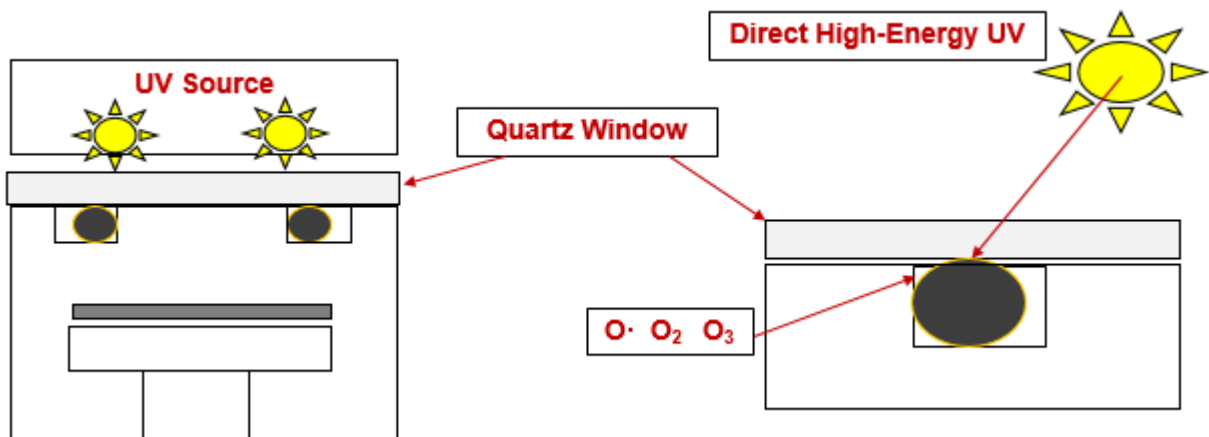 Direct High-Energy UV
UV Source
Quartz Window
O· O₂ O₃